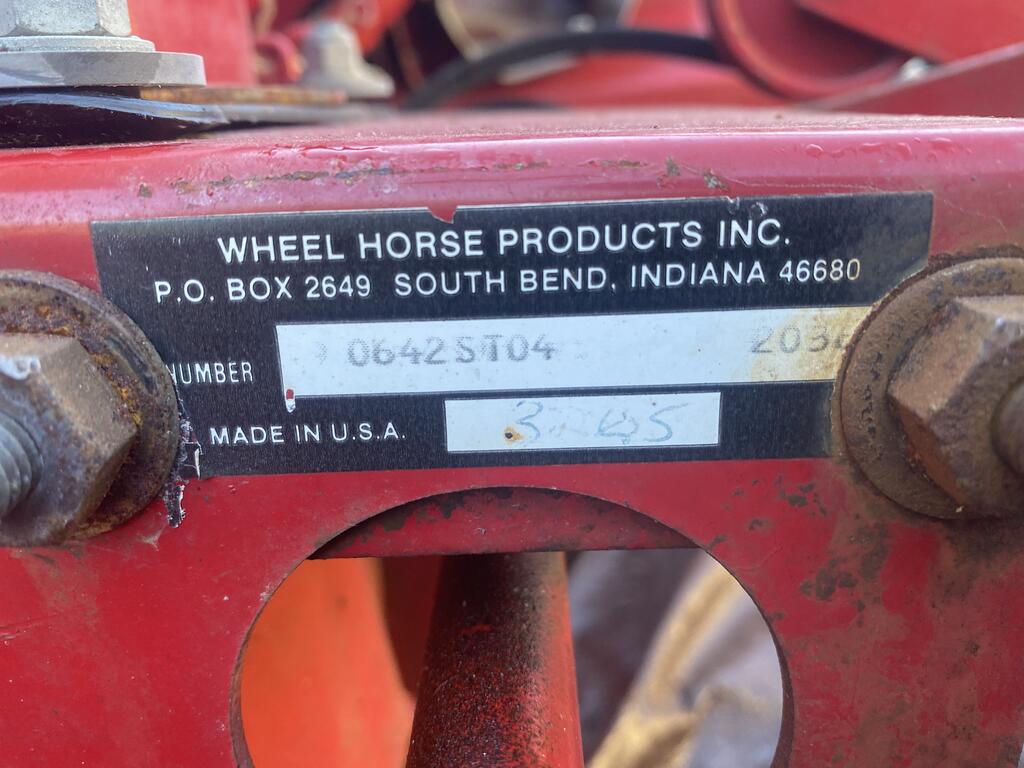 WHEEL HORSE PRODUCTS INC.
P.O. BOX 2649 SOUTH BEND, INDIANA 46680
NUMBER 0642ST04
MADE IN U.S.A.